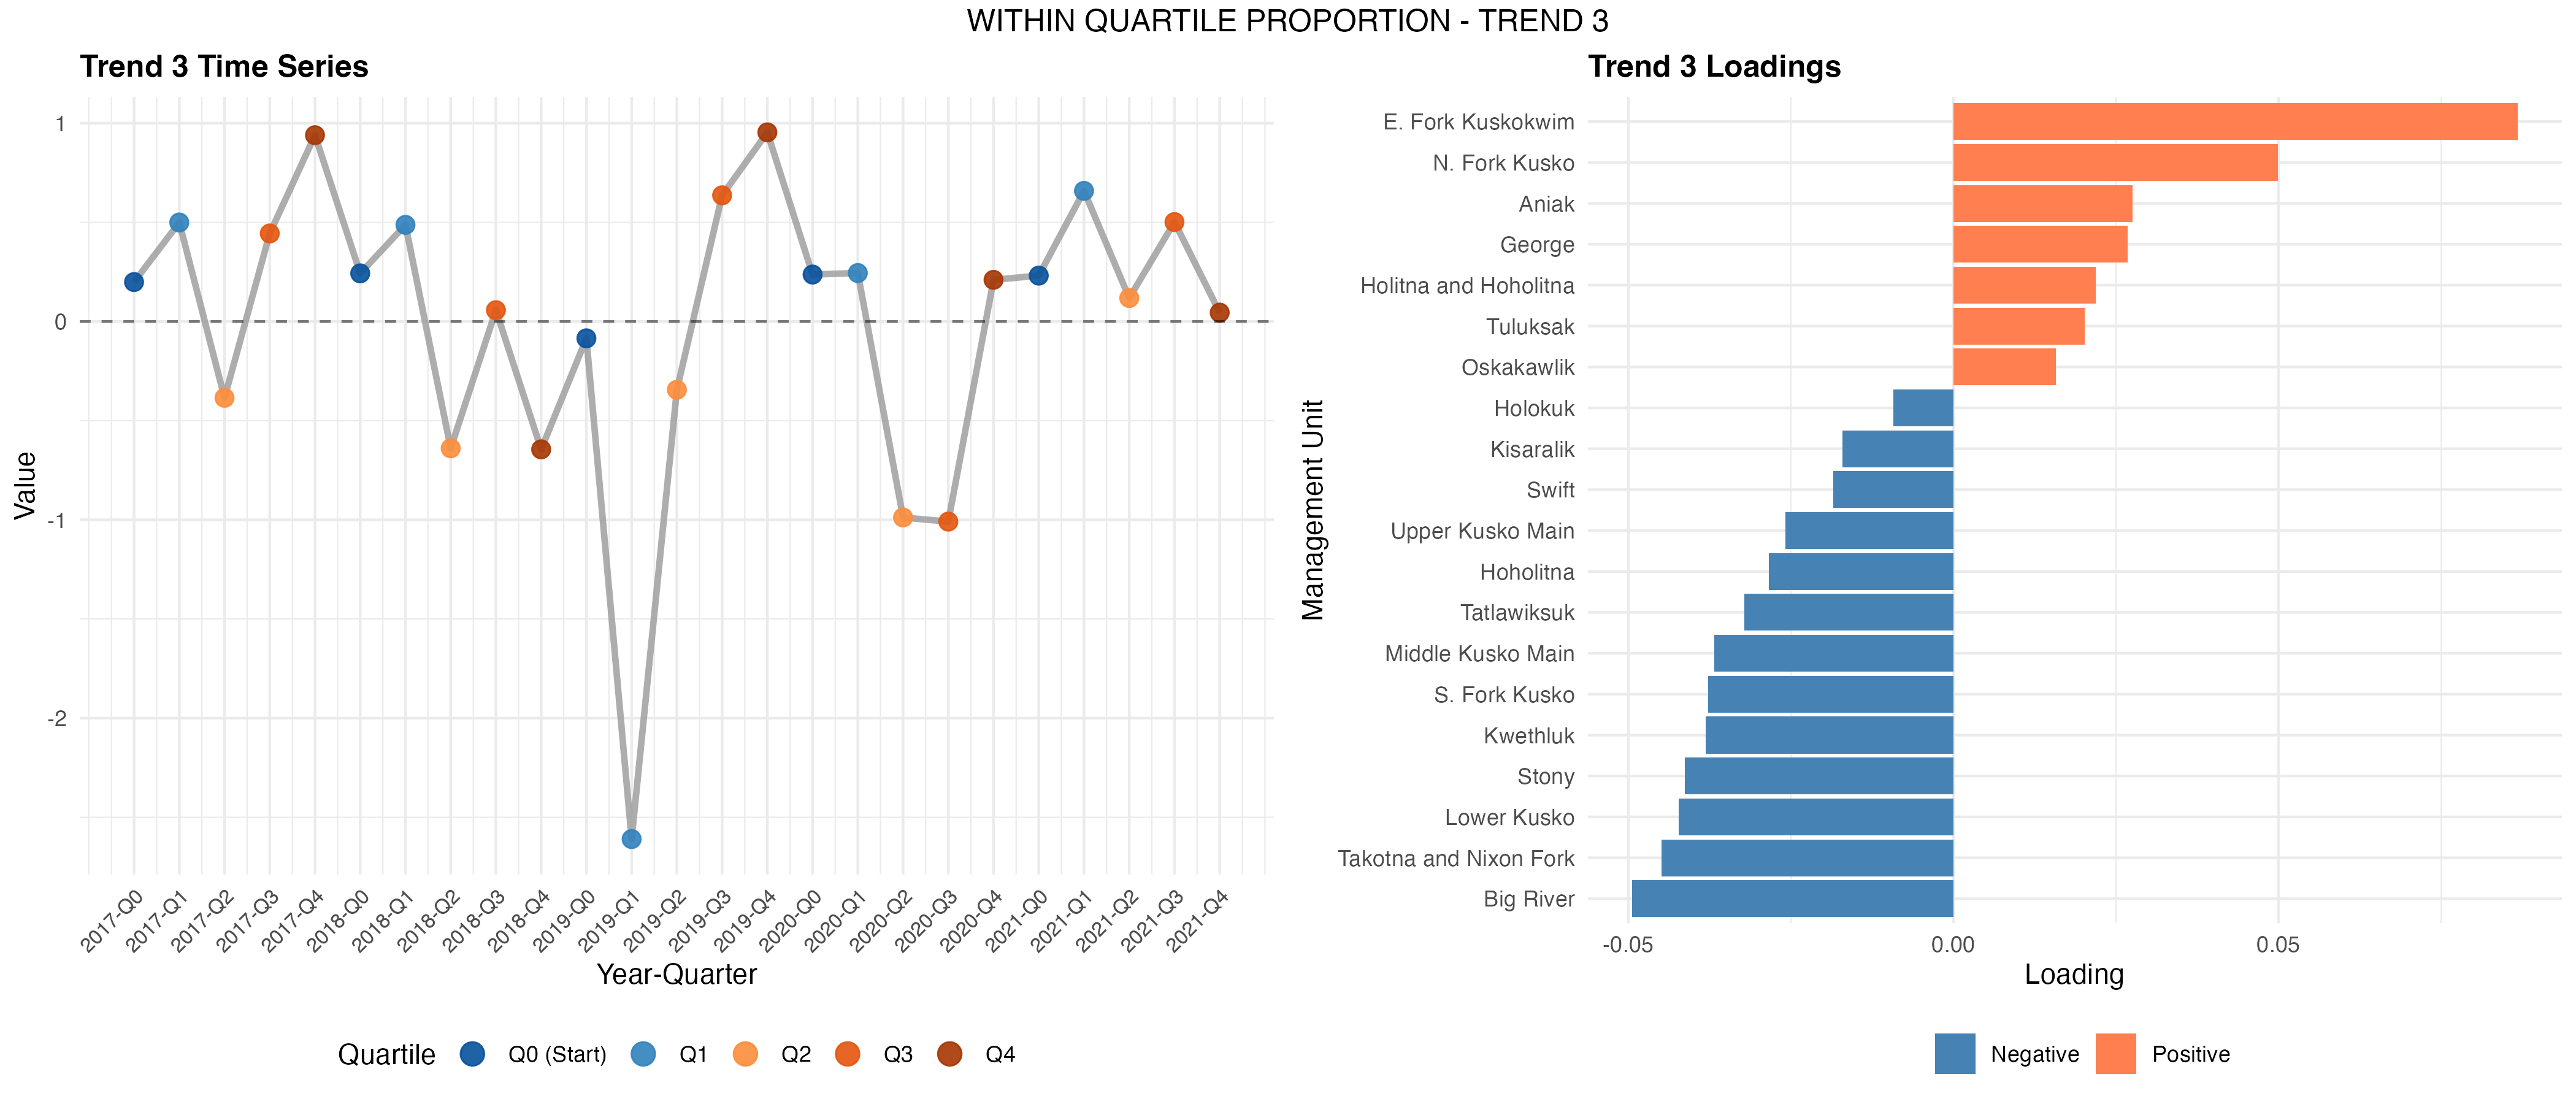 WITHIN QUARTILE PROPORTION - TREND 3
Trend 3 Time Series
Value
1
0
-1
-2
2017-Q0
2017-Q1
2017-Q2
2017-Q3
2017-Q4
2018-Q0
2018-Q1
2018-Q2
2018-Q3
2018-Q4
2019-Q0
2019-Q1
2019-Q2
2019-Q3
2019-Q4
2020-Q0
2020-Q1
2020-Q2
2020-Q3
2020-Q4
2021-Q0
2021-Q1
2021-Q2
2021-Q3
2021-Q4
Year-Quarter
Quartile Q0 (Start) Q1 Q2 Q3 Q4
Trend 3 Loadings
Management Unit
E. Fork Kuskokwim
N. Fork Kusko
Aniak
George
Holitna and Hoholitna
Tuluksak
Oskakawlik
Holokuk
Kisaralik
Swift
Upper Kusko Main
Hoholitna
Tatlawiksuk
Middle Kusko Main
S. Fork Kusko
Kwethluk
Stony
Lower Kusko
Takotna and Nixon Fork
Big River
-0.05 0.00 0.05
Loading
Negative Positive